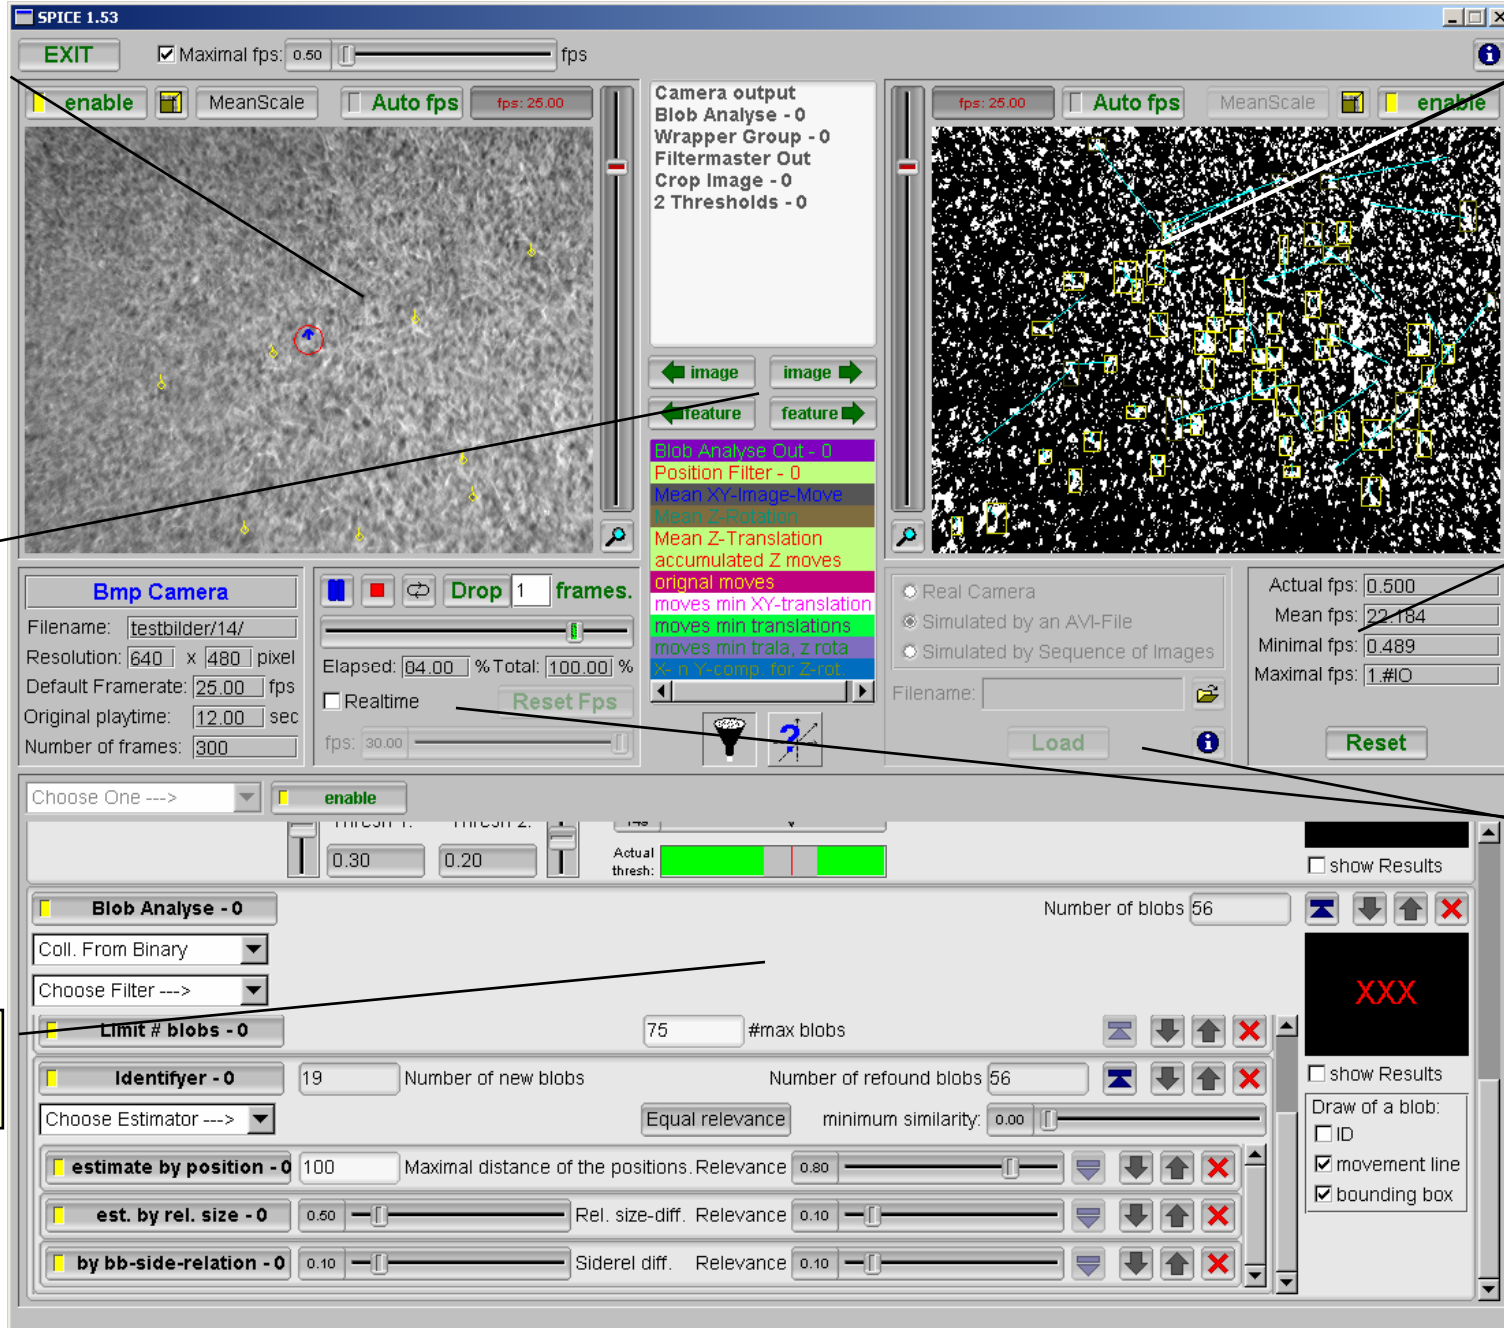 SPICE 1.53
EXIT
Maximal fps: 0.50 fps
enable MeanScale Auto fps fps: 25.00
Camera output
Blob Analyse - 0
Wrapper Group - 0
Filtermaster Out
Crop Image - 0
2 Thresholds - 0
fps: 25.00 Auto fps MeanScale enable
image image
feature feature
Blob Analyse Out - 0
Position Filter - 0
Mean XY-Image-Move
Mean Z-Rotation
Mean Z-Translation
accumulated Z moves
orignal moves
moves min XY-translation
moves min translations
moves min trala, z rota
X- n Y-comp. for Z-rot.
Bmp Camera
Filename: testbilder/14/
Resolution: 640 x 480 pixel
Default Framerate: 25.00 fps
Original playtime: 12.00 sec
Number of frames: 300
Drop 1 frames.
Elapsed: 84.00 % Total: 100.00 %
Realtime Reset Fps
fps: 30.00
Real Camera
Simulated by an AVI-File
Simulated by Sequence of Images
Filename:
Load
Actual fps: 0.500
Mean fps: 22.184
Minimal fps: 0.489
Maximal fps: 1.#IO
Reset
Choose One ---> enable
Thresh 1: Thresh 2:
0.30 0.20
Actual
thresh:
show Results
Blob Analyse - 0 Number of blobs 56
Coll. From Binary
Choose Filter --->
XXX
Limit # blobs - 0 75 #max blobs
Identifyer - 0 19 Number of new blobs Number of refound blobs 56
show Results
Choose Estimator ---> Equal relevance minimum similarity: 0.00
Draw of a blob:
ID
movement line
bounding box
estimate by position - 0 100 Maximal distance of the positions. Relevance 0.80
est. by rel. size - 0 0.50 Rel. size-diff. Relevance 0.10
by bb-side-relation - 0 0.10 Siderel diff. Relevance 0.10